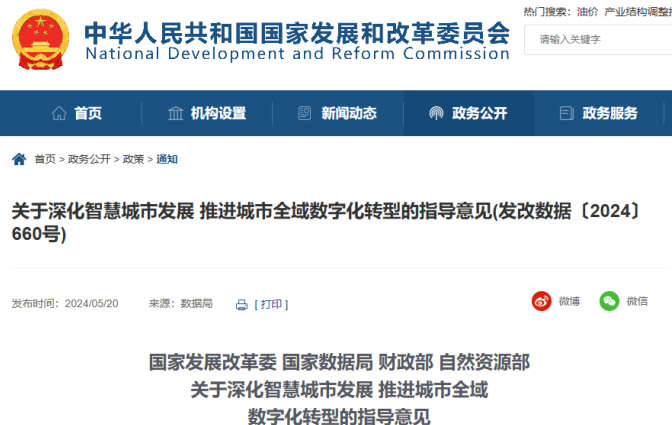 热门搜索：油价 产业结构调整
中华人民共和国国家发展和改革委员会
National Development and Reform Commission
请输入关键字
首页 机构设置 新闻动态 政务公开 政务服务
首页 > 政务公开 > 政策 > 通知
关于深化智慧城市发展 推进城市全域数字化转型的指导意见(发改数据〔2024〕
660号)
发布时间：2024/05/20 来源：数据局 [ 打印 ] 微博 微信
国家发展改革委 国家数据局 财政部 自然资源部
关于深化智慧城市发展 推进城市全域
数字化转型的指导意见